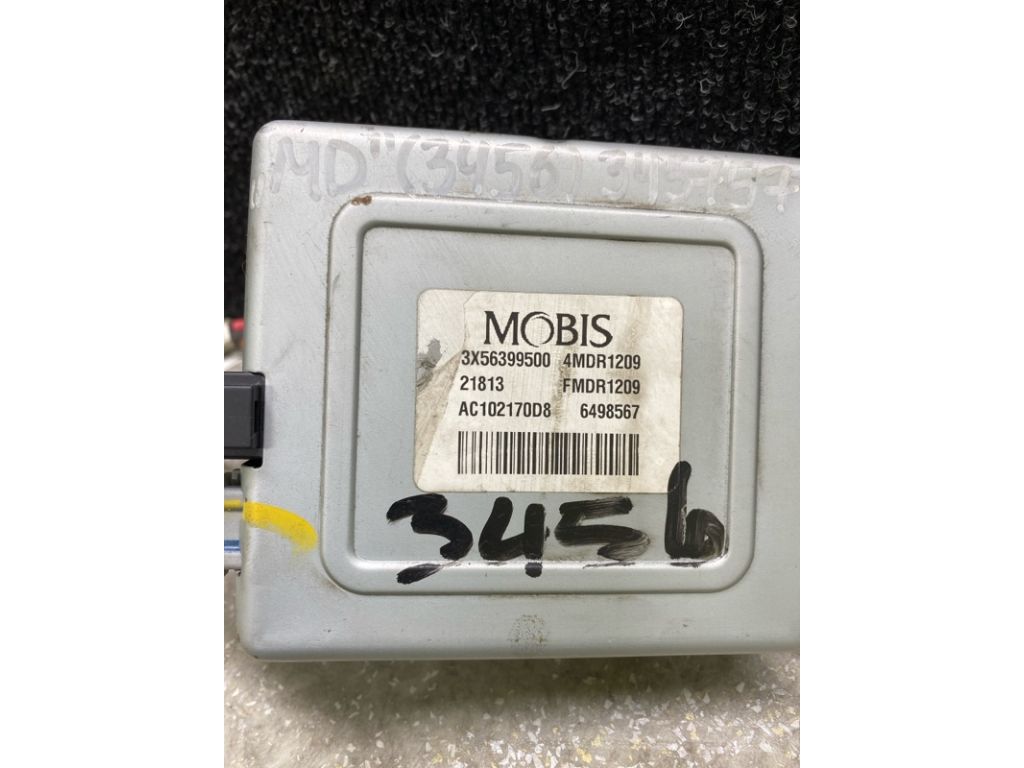 MD" (3456) 345757
MOBIS
3X56399500 4MDR1209
21813 FMDR1209
AC102170D8 6498567
3456